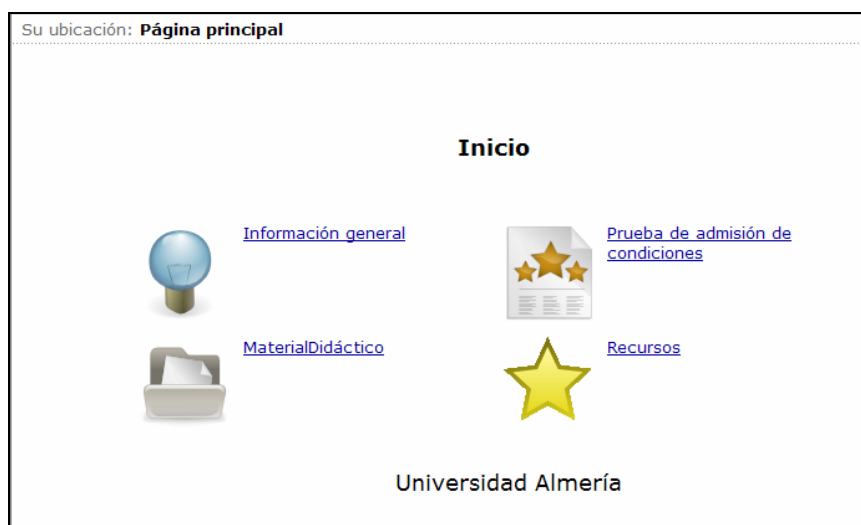 Su ubicación: Página principal
Inicio
Información general
Prueba de admisión de
condiciones
MaterialDidáctico
Recursos
Universidad Almería